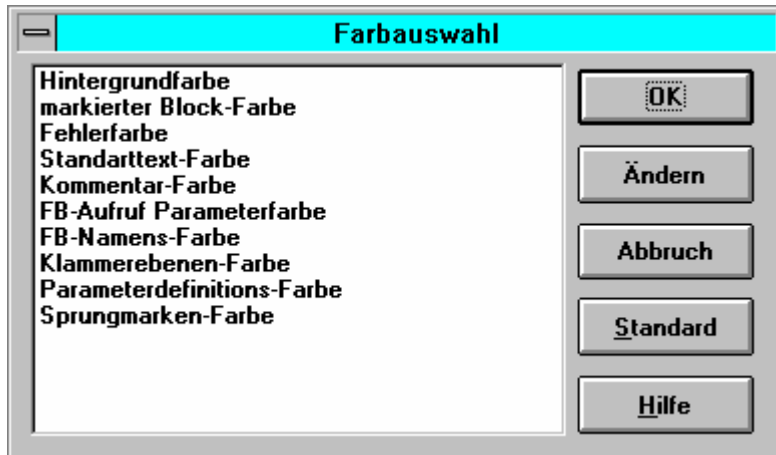 Farbauswahl
Hintergrundfarbe
markierter Block-Farbe
Fehlerfarbe
Standarttext-Farbe
Kommentar-Farbe
FB-Aufruf Parameterfarbe
FB-Namens-Farbe
Klammerebenen-Farbe
Parameterdefinitions-Farbe
Sprungmarken-Farbe
OK
Ändern
Abbruch
Standard
Hilfe